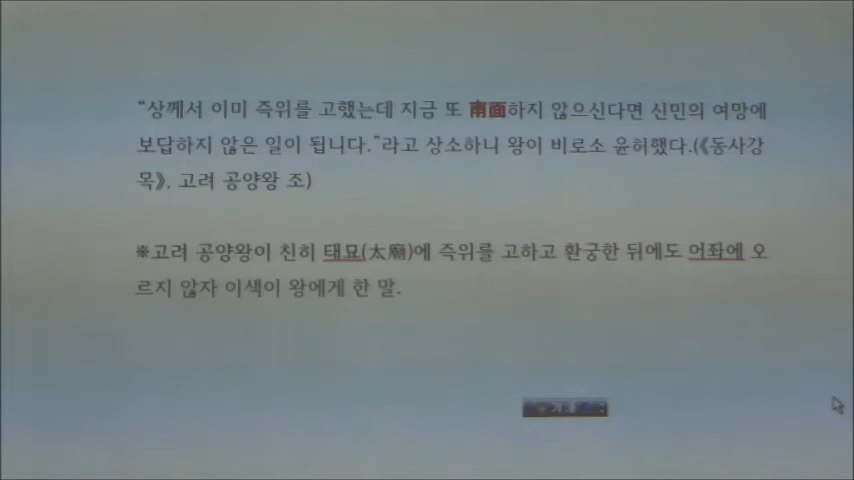 “상께서 이미 즉위를 고했는데 지금 또 南面하지 않으신다면 신민의 여망에
보답하지 않은 일이 됩니다.”라고 상소하니 왕이 비로소 윤허했다.(《동사강
목》, 고려 공양왕 조)
※고려 공양왕이 친히 태묘(太廟)에 즉위를 고하고 환궁한 뒤에도 어좌에 오
르지 않자 이색이 왕에게 한 말.